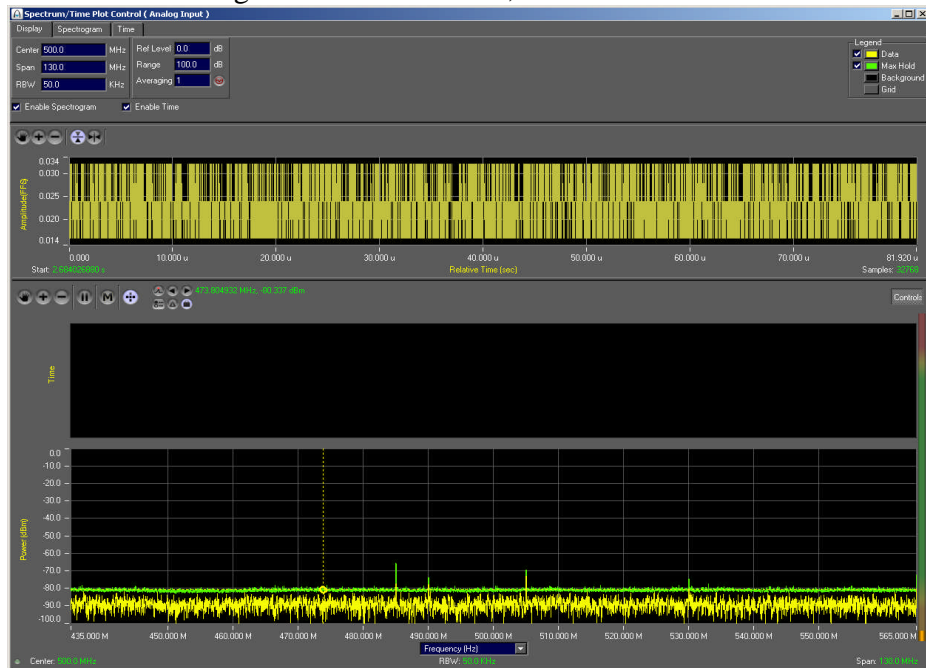 Spectrum/Time Plot Control ( Analog Input )
Display Spectrogram Time
Center 500.0 MHz Ref Level 0.0 dB
Span 130.0 MHz Range 100.0 dB
RBW 50.0 KHz Averaging 1
Legend
Data
Max Hold
Background
Grid
Enable Spectrogram Enable Time
0.034
0.030
0.025
0.020
0.014
Amplitude(FFS)
0.000 10.000 u 20.000 u 30.000 u 40.000 u 50.000 u 60.000 u 70.000 u 81.920 u
Start: 2.684026880 s Relative Time (sec) Samples: 32768
M 473.804932 MHz, -80.337 dBm Controls
Time
0.0
-10.0
-20.0
-30.0
-40.0
-50.0
-60.0
-70.0
-80.0
-90.0
-100.0
Power (dBm)
435.000 M 450.000 M 460.000 M 470.000 M 480.000 M 490.000 M 500.000 M 510.000 M 520.000 M 530.000 M 540.000 M 550.000 M 565.000 M
Frequency (Hz)
Center: 500.0 MHz RBW: 50.0 KHz Span: 130.0 MHz